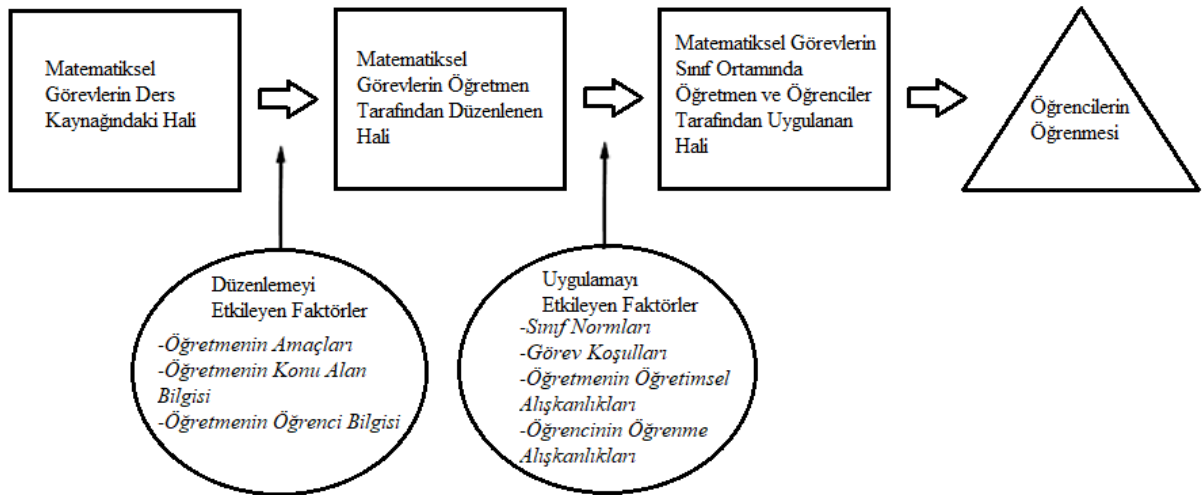 Matematiksel
Görevlerin Ders
Kaynağındaki Hali
Matematiksel
Görevlerin Öğretmen
Tarafından Düzenlenen
Hali
Matematiksel Görevlerin
Sınıf Ortamında
Öğretmen ve Öğrenciler
Tarafından Uygulanan
Hali
Öğrencilerin
Öğrenmesi
Düzenlemeyi
Etkileyen Faktörler
-Öğretmenin Amaçları
-Öğretmenin Konu Alan
Bilgisi
-Öğretmenin Öğrenci Bilgisi
Uygulamayı
Etkileyen Faktörler
-Sınıf Normları
-Görev Koşulları
-Öğretmenin Öğretimsel
Alışkanlıkları
-Öğrencinin Öğrenme
Alışkanlıkları